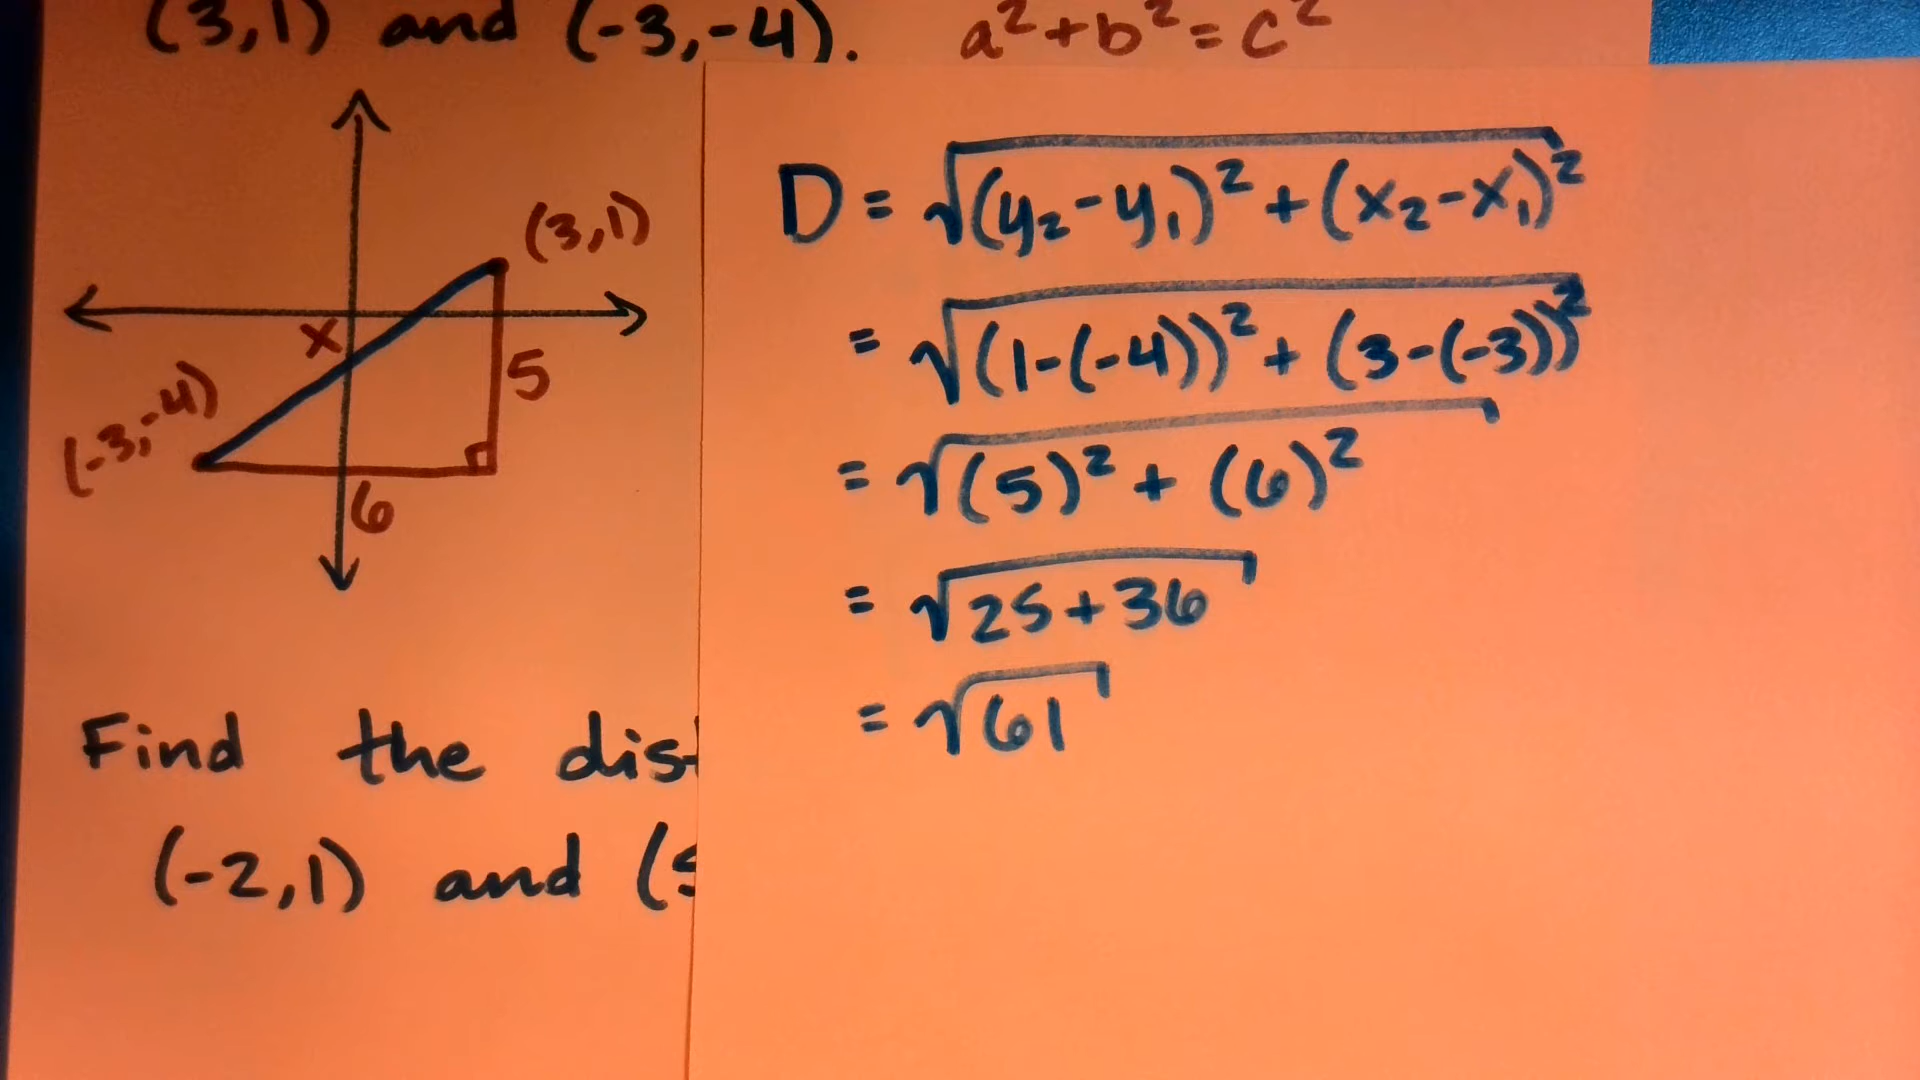 (3,1) and (-3,-4).
a²+b²=c²
(3,1)
x
5
(-3,-4)
6
D = √(y₂-y₁)²+(x₂-x₁)²
= √(1-(-4))²+(3-(-3))²
= √(5)²+(6)²
= √25+36
= √61
Find the
(-2,1) and (